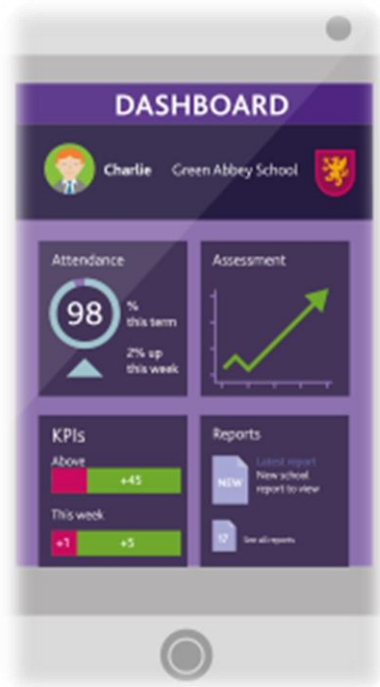 DASHBOARD
Charlie Green Abbey School
Attendance
98
%
this term
2% up
this week
Assessment
KPIs
Above
+45
This week
+1 +5
Reports
NEW
Latest report
New school
report to view
17
See all reports